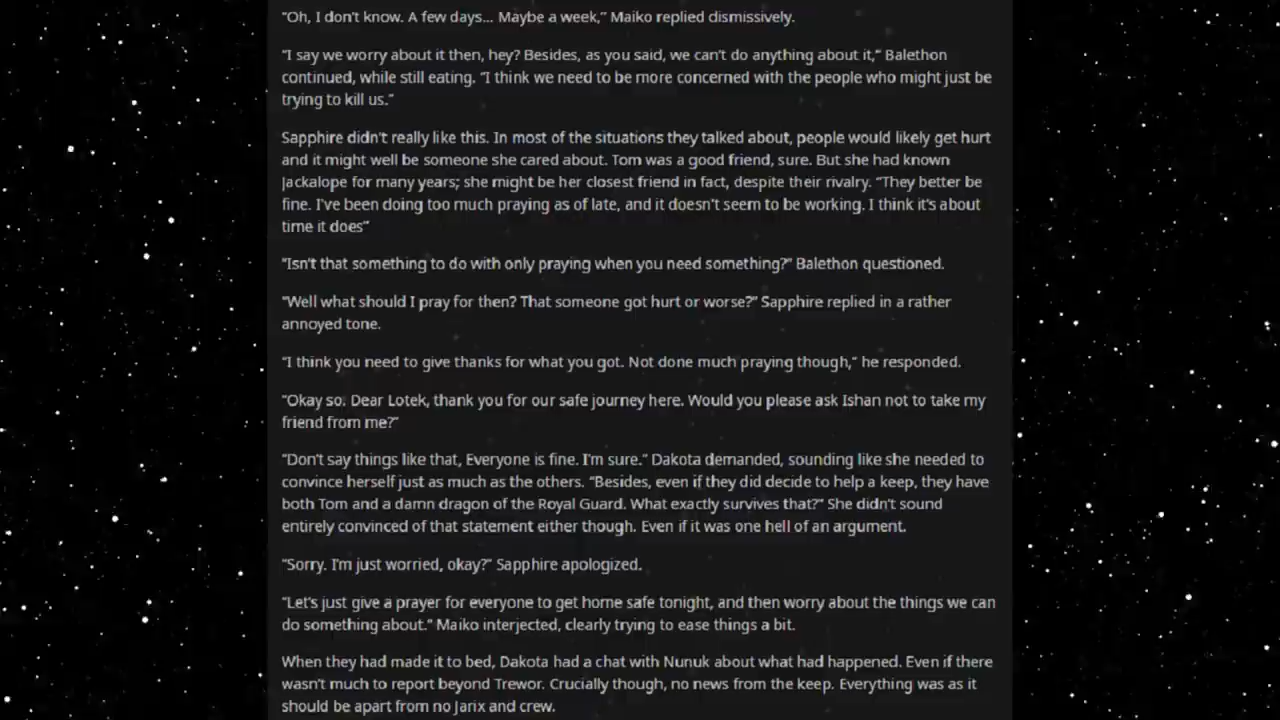 “Oh, I don't know. A few days... Maybe a week,” Maiko replied dismissively.
“I say we worry about it then, hey? Besides, as you said, we can't do anything about it,” Balethon
continued, while still eating. “I think we need to be more concerned with the people who might just be
trying to kill us.”
Sapphire didn't really like this. In most of the situations they talked about, people would likely get hurt
and it might well be someone she cared about. Tom was a good friend, sure. But she had known
Jackalope for many years; she might be her closest friend in fact, despite their rivalry. “They better be
fine. I've been doing too much praying as of late, and it doesn't seem to be working. I think it's about
time it does”
“Isn't that something to do with only praying when you need something?” Balethon questioned.
“Well what should I pray for then? That someone got hurt or worse?” Sapphire replied in a rather
annoyed tone.
“I think you need to give thanks for what you got. Not done much praying though,” he responded.
“Okay so. Dear Lotek, thank you for our safe journey here. Would you please ask Ishan not to take my
friend from me?”
“Don't say things like that, Everyone is fine. I'm sure.” Dakota demanded, sounding like she needed to
convince herself just as much as the others. “Besides, even if they did decide to help a keep, they have
both Tom and a damn dragon of the Royal Guard. What exactly survives that?” She didn't sound
entirely convinced of that statement either though. Even if it was one hell of an argument.
“Sorry. I'm just worried, okay?” Sapphire apologized.
“Let's just give a prayer for everyone to get home safe tonight, and then worry about the things we can
do something about.” Maiko interjected, clearly trying to ease things a bit.
When they had made it to bed, Dakota had a chat with Nunuk about what had happened. Even if there
wasn't much to report beyond Trewor. Crucially though, no news from the keep. Everything was as it
should be apart from no Jarix and crew.